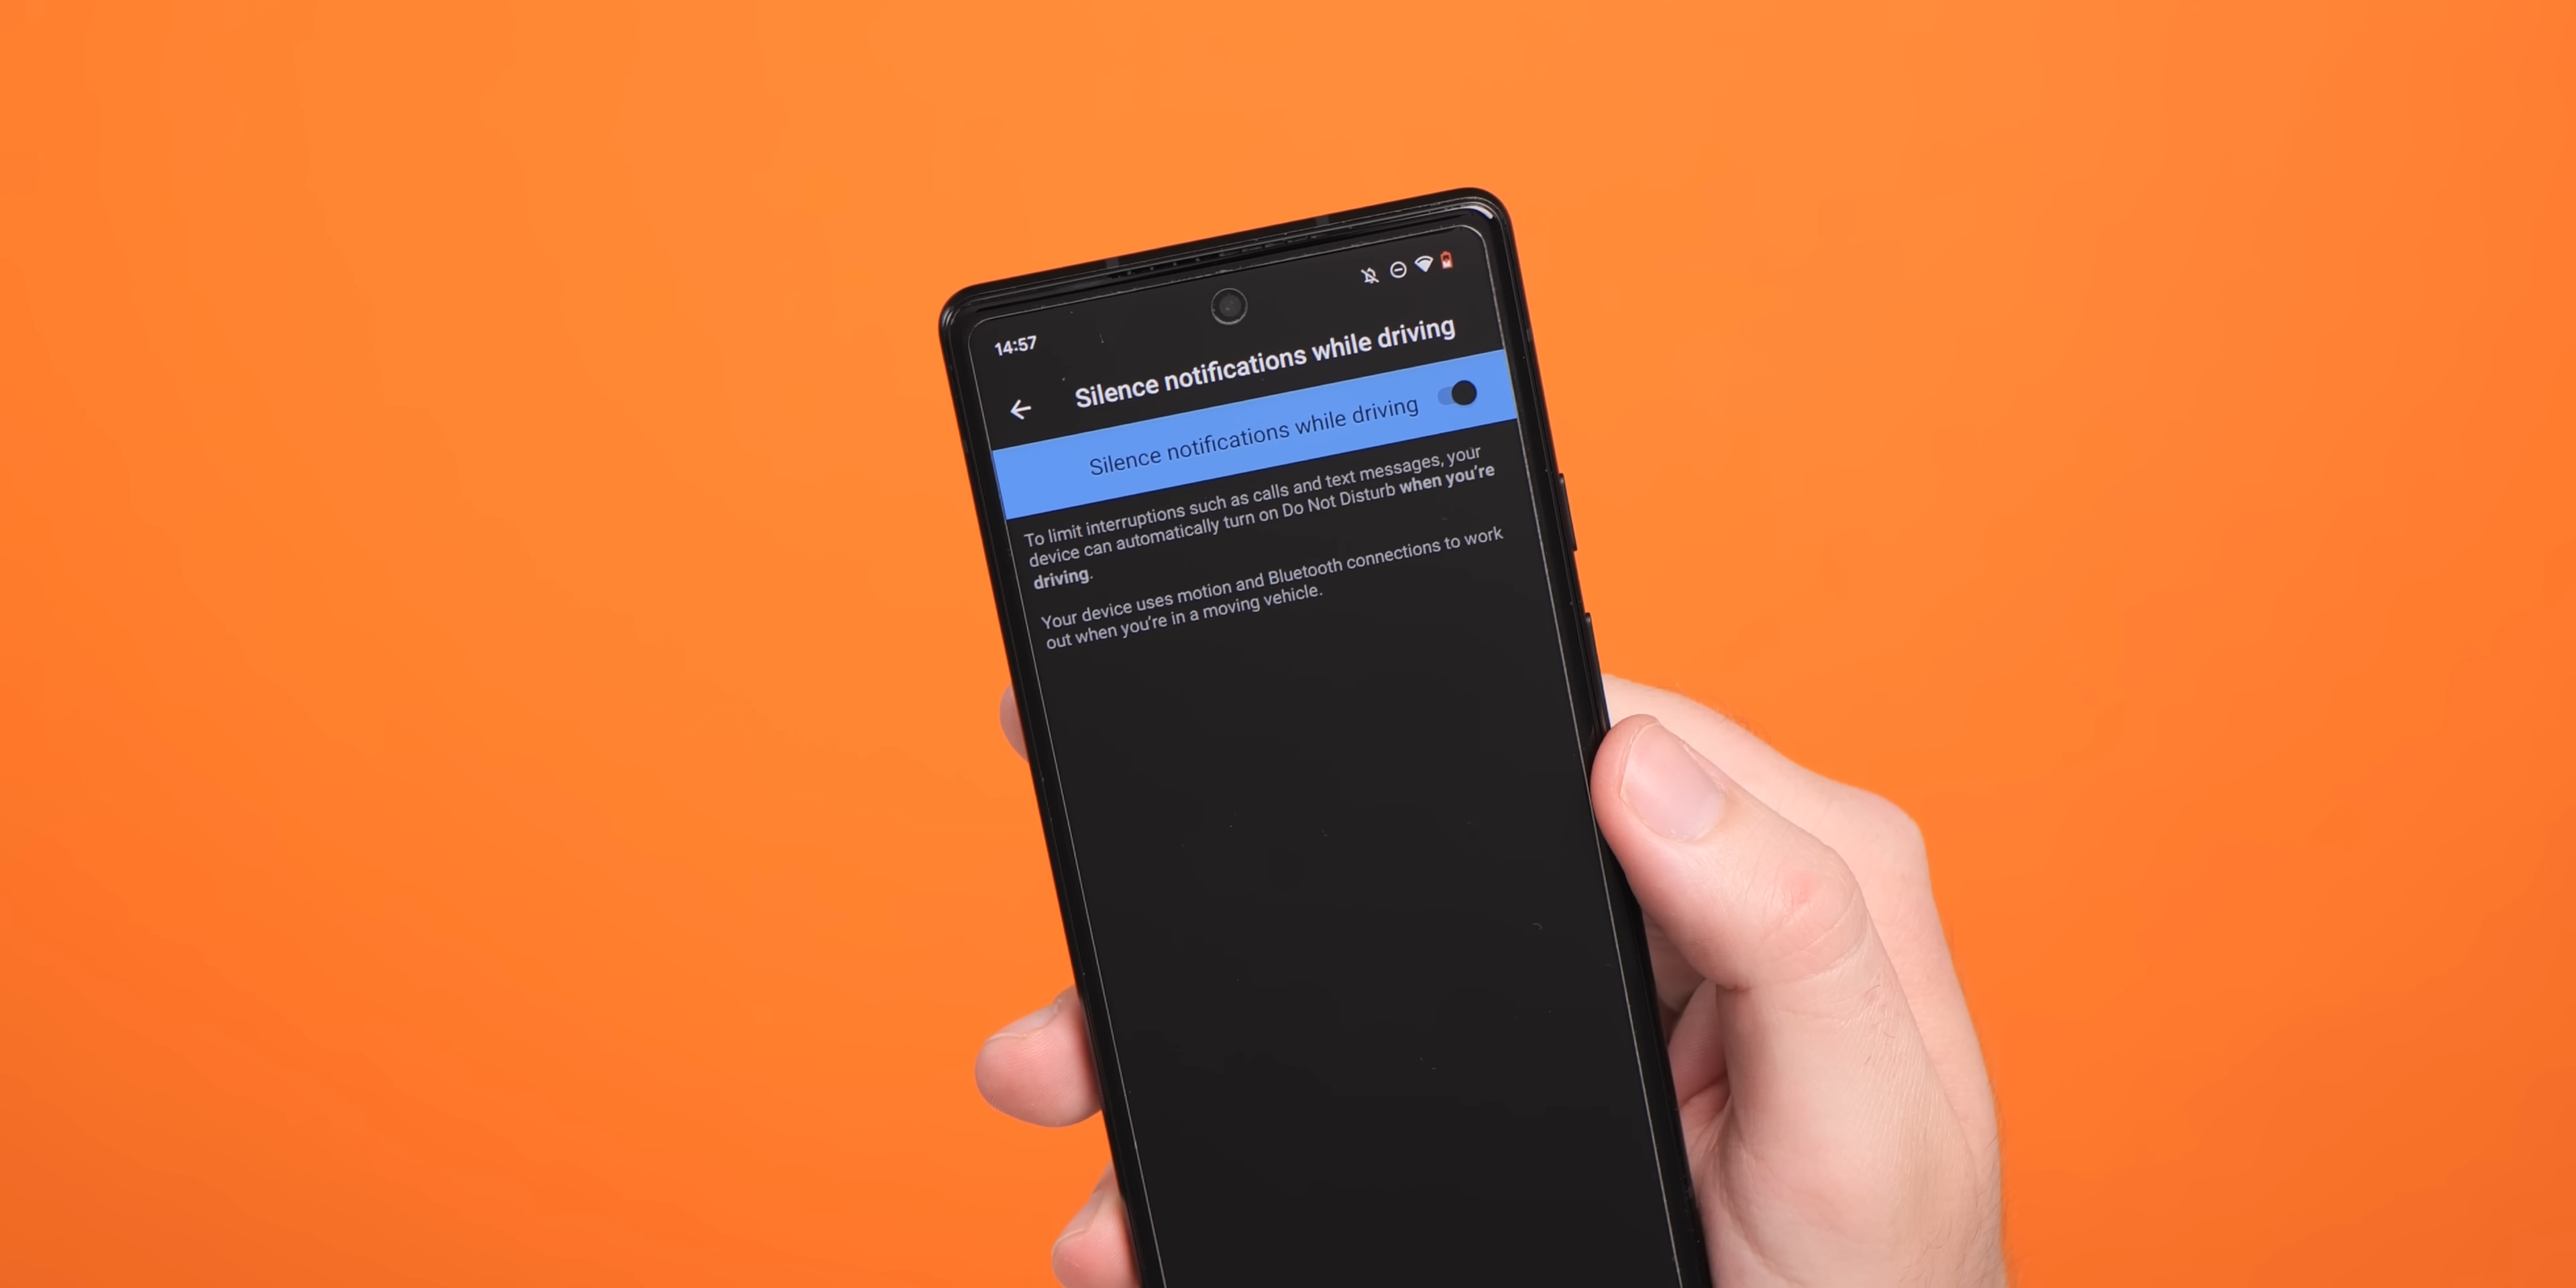 14:57
Silence notifications while driving
Silence notifications while driving
To limit interruptions such as calls and text messages, your
device can automatically turn on Do Not Disturb when you're
driving.
Your device uses motion and Bluetooth connections to work
out when you're in a moving vehicle.